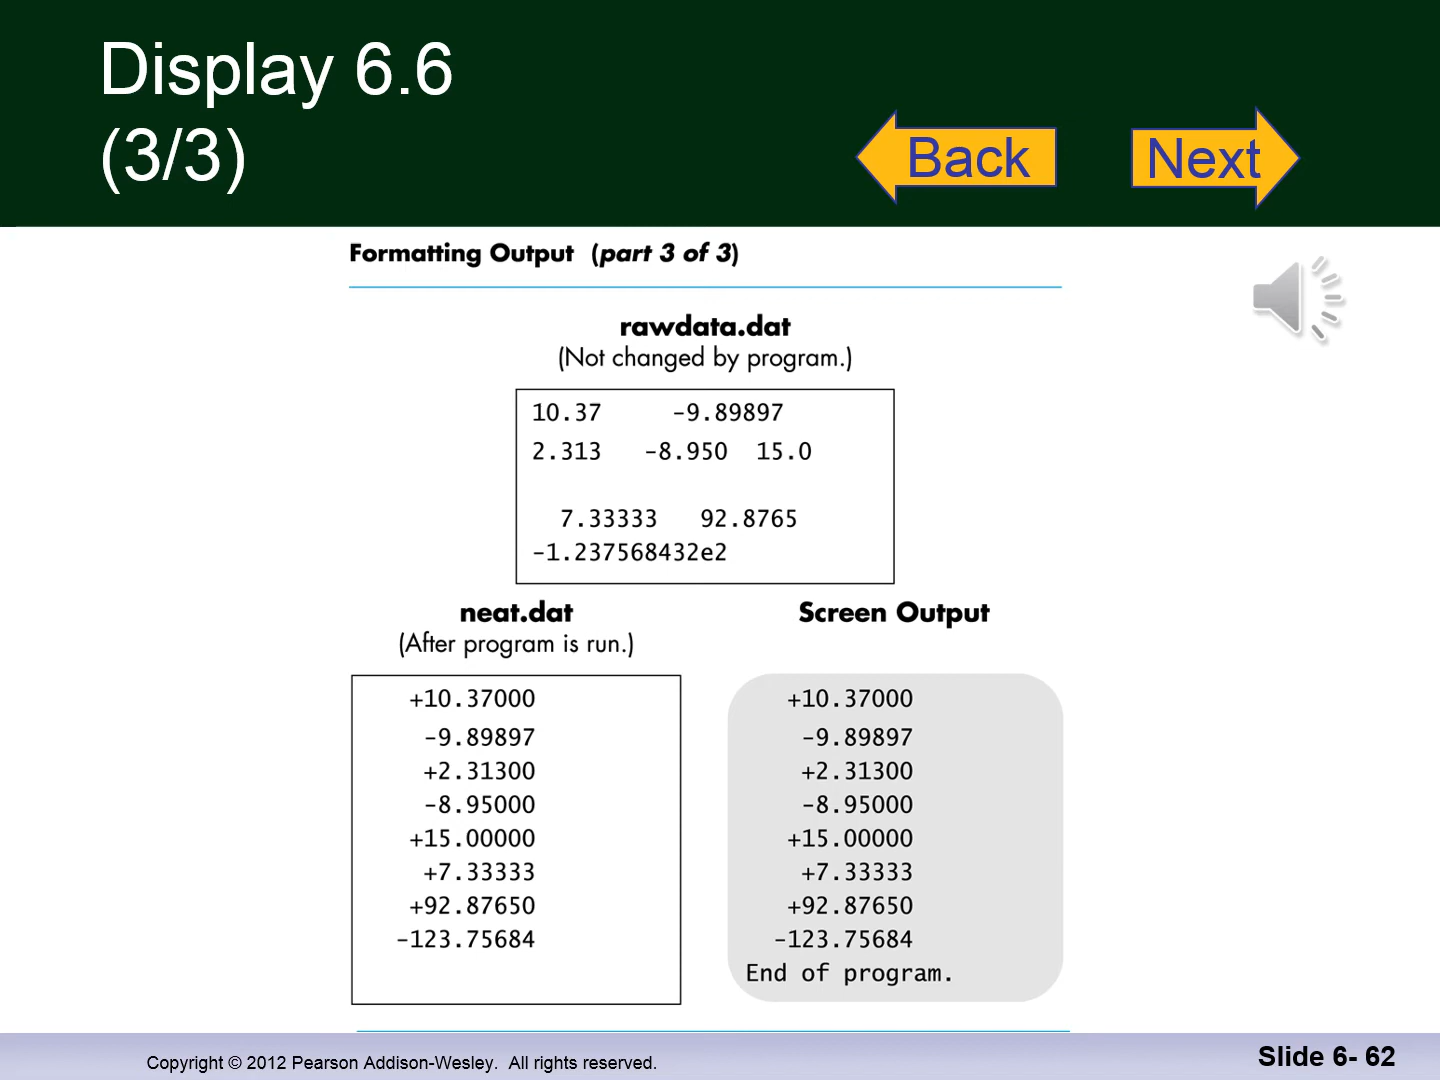 Display 6.6
(3/3)
Back
Next
Formatting Output (part 3 of 3)
rawdata.dat
(Not changed by program.)
10.37 -9.89897
2.313 -8.950 15.0
7.33333 92.8765
-1.237568432e2
neat.dat
(After program is run.)
+10.37000
-9.89897
+2.31300
-8.95000
+15.00000
+7.33333
+92.87650
-123.75684
Screen Output
+10.37000
-9.89897
+2.31300
-8.95000
+15.00000
+7.33333
+92.87650
-123.75684
End of program.
Copyright © 2012 Pearson Addison-Wesley. All rights reserved.
Slide 6- 62